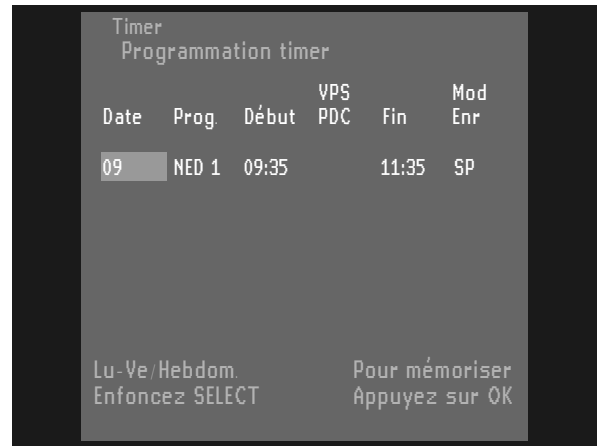 Timer
Programmation timer
VPS Mod
Date Prog. Début PDC Fin Enr
09 NED 1 09:35 11:35 SP
Lu-Ve/Hebdom. Pour mémoriser
Enfoncez SELECT Appuyez sur OK